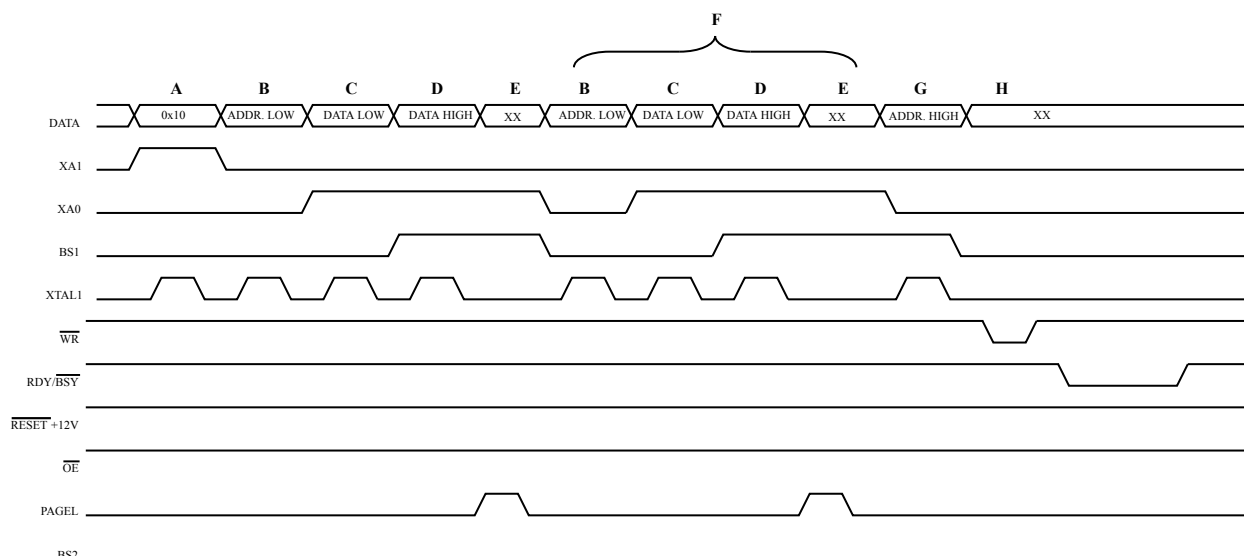 F
A B C D E B C D E G H
DATA 0x10 ADDR. LOW DATA LOW DATA HIGH XX ADDR. LOW DATA LOW DATA HIGH XX ADDR. HIGH XX
XA1
XA0
BS1
XTAL1
WR
RDY/BSY
RESET +12V
OE
PAGEL
BS2